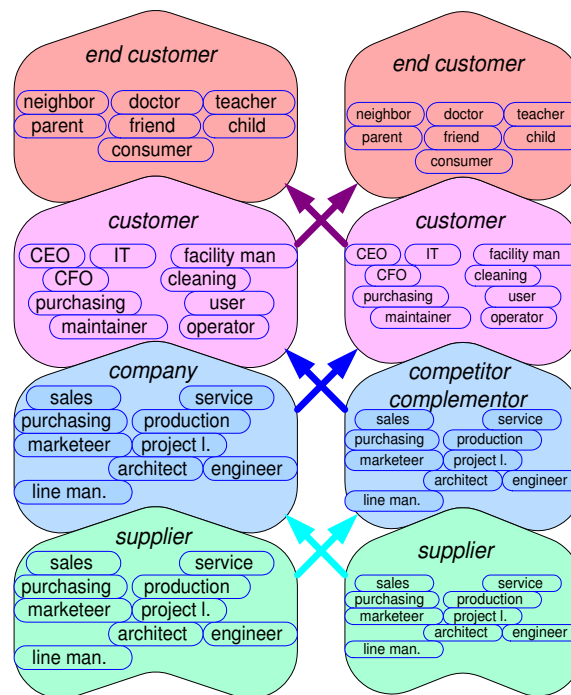 end customer
neighbor doctor teacher
parent friend child
consumer
customer
CEO IT facility man
CFO cleaning
purchasing user
maintainer operator
company
sales service
purchasing production
marketeer project l.
architect engineer
line man.
supplier
sales service
purchasing production
marketeer project l.
architect engineer
line man.
end customer
neighbor doctor teacher
parent friend child
consumer
customer
CEO IT facility man
CFO cleaning
purchasing user
maintainer operator
competitor
complementor
sales service
purchasing production
marketeer project l.
architect engineer
line man.
supplier
sales service
purchasing production
marketeer project l.
architect engineer
line man.